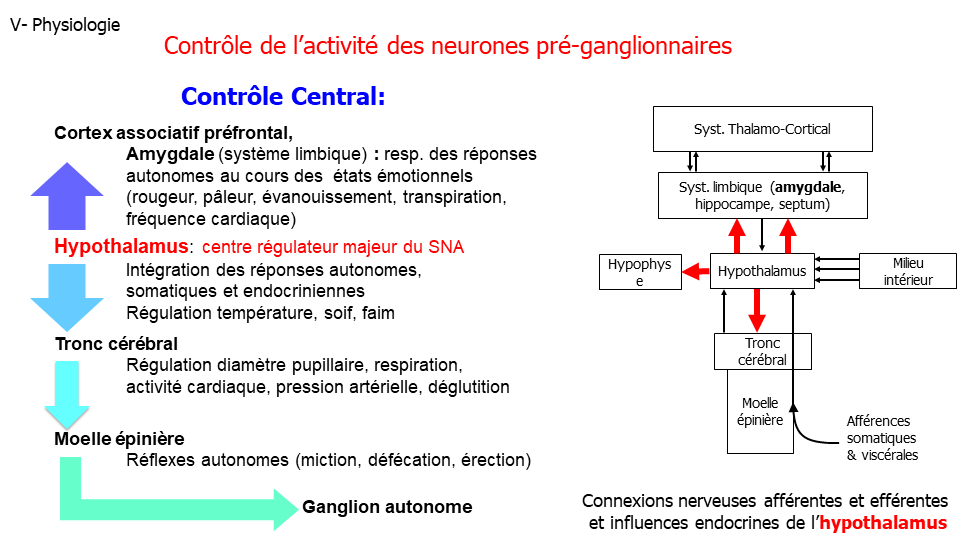 V- Physiologie
Contrôle de l'activité des neurones pré-ganglionnaires
Contrôle Central:
Cortex associatif préfrontal,
Amygdale (système limbique) : resp. des réponses
autonomes au cours des états émotionnels
(rougeur, pâleur, évanouissement, transpiration,
fréquence cardiaque)
Hypothalamus: centre régulateur majeur du SNA
Intégration des réponses autonomes,
somatiques et endocriniennes
Régulation température, soif, faim
Tronc cérébral
Régulation diamètre pupillaire, respiration,
activité cardiaque, pression artérielle, déglutition
Moelle épinière
Réflexes autonomes (miction, défécation, érection)
Ganglion autonome
Syst. Thalamo-Cortical
Syst. limbique (amygdale,
hippocampe, septum)
Hypophys
e
Hypothalamus
Milieu
intérieur
Tronc
cérébral
Moelle
épinière
Afférences
somatiques
& viscérales
Connexions nerveuses afférentes et efférentes
et influences endocrines de l'hypothalamus